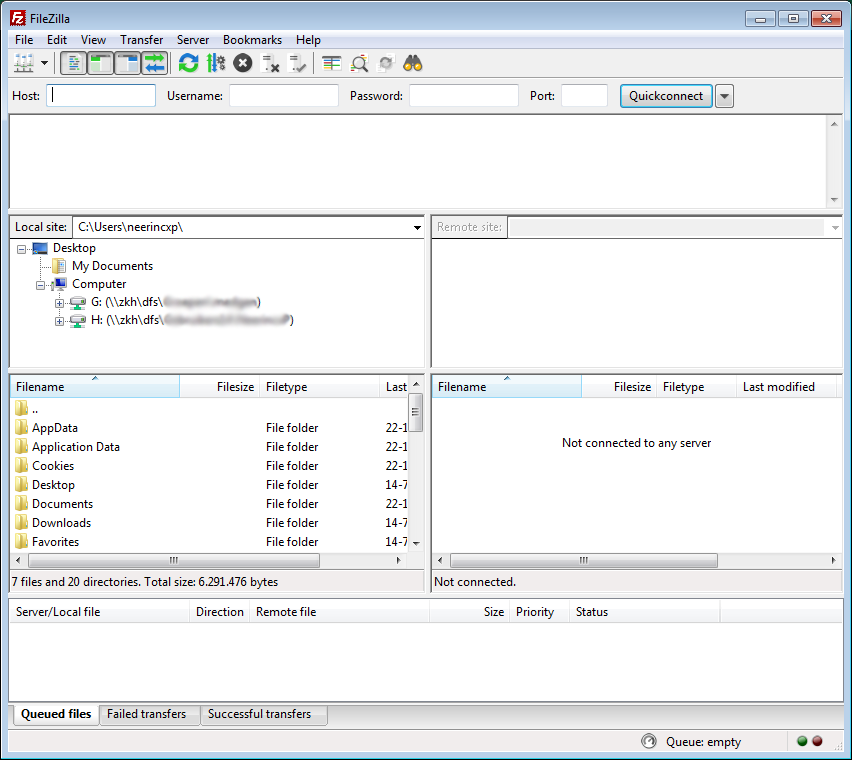 FileZilla
File Edit View Transfer Server Bookmarks Help
Host: Username: Password: Port: Quickconnect
Local site: C:\Users\neerincxp\
Remote site:
Desktop
My Documents
Computer
G: (\\zkh\dfs\
H: (\\zkh\dfs\
Filename Filesize Filetype Last
..
AppData File folder 22-1
Application Data File folder 22-1
Cookies File folder 22-1
Desktop File folder 14-7
Documents File folder 22-1
Downloads File folder 14-7
Favorites File folder 14-7
7 files and 20 directories. Total size: 6.291.476 bytes
Filename Filesize Filetype Last modified
Not connected to any server
Not connected.
Server/Local file Direction Remote file Size Priority Status
Queued files Failed transfers Successful transfers
Queue: empty